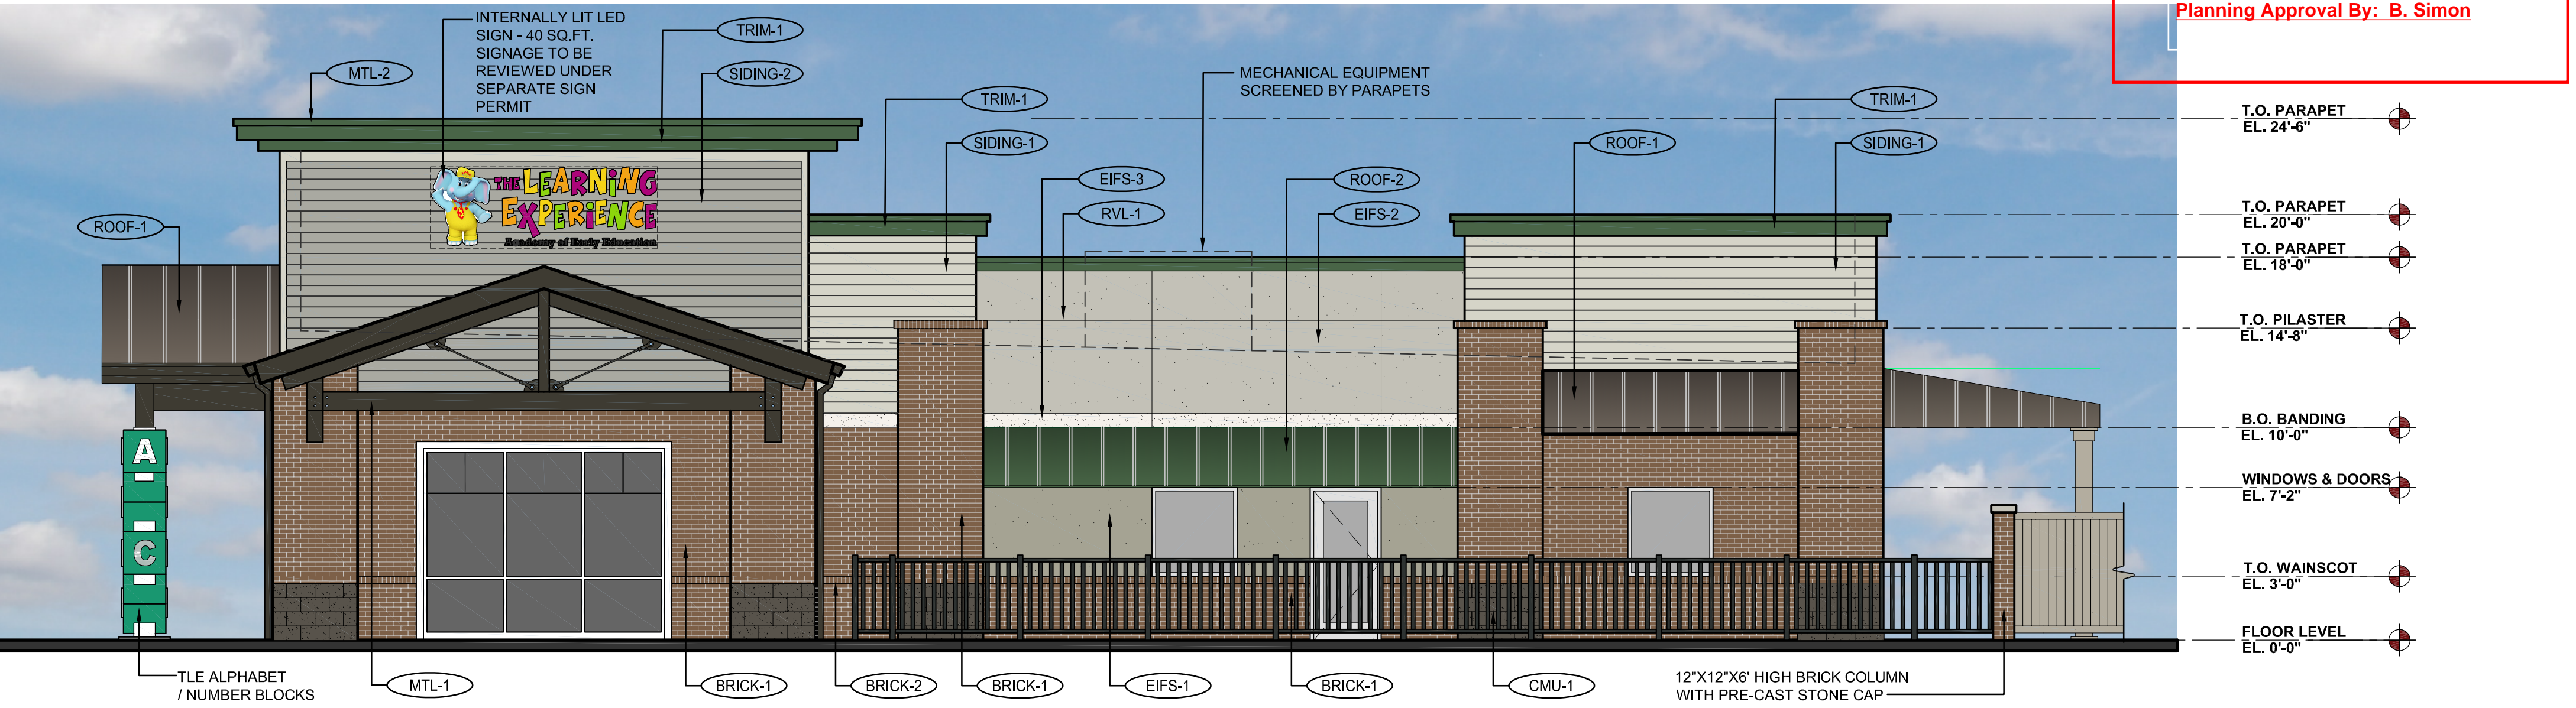 Planning Approval By: B. Simon
INTERNALLY LIT LED
SIGN - 40 SQ.FT.
SIGNAGE TO BE
REVIEWED UNDER
SEPARATE SIGN
PERMIT
TRIM-1
MTL-2
SIDING-2
MECHANICAL EQUIPMENT
SCREENED BY PARAPETS
TRIM-1
TRIM-1
T.O. PARAPET
EL. 24'-6"
SIDING-1
ROOF-1
SIDING-1
THE LEARNING
EXPERIENCE
Academy of Early Education
EIFS-3
ROOF-2
RVL-1
EIFS-2
T.O. PARAPET
EL. 20'-0"
ROOF-1
T.O. PARAPET
EL. 18'-0"
T.O. PILASTER
EL. 14'-8"
B.O. BANDING
EL. 10'-0"
A
WINDOWS & DOORS
EL. 7'-2"
C
T.O. WAINSCOT
EL. 3'-0"
FLOOR LEVEL
EL. 0'-0"
TLE ALPHABET
/ NUMBER BLOCKS
MTL-1
BRICK-1
BRICK-2
BRICK-1
EIFS-1
BRICK-1
CMU-1
12"X12"X6' HIGH BRICK COLUMN
WITH PRE-CAST STONE CAP